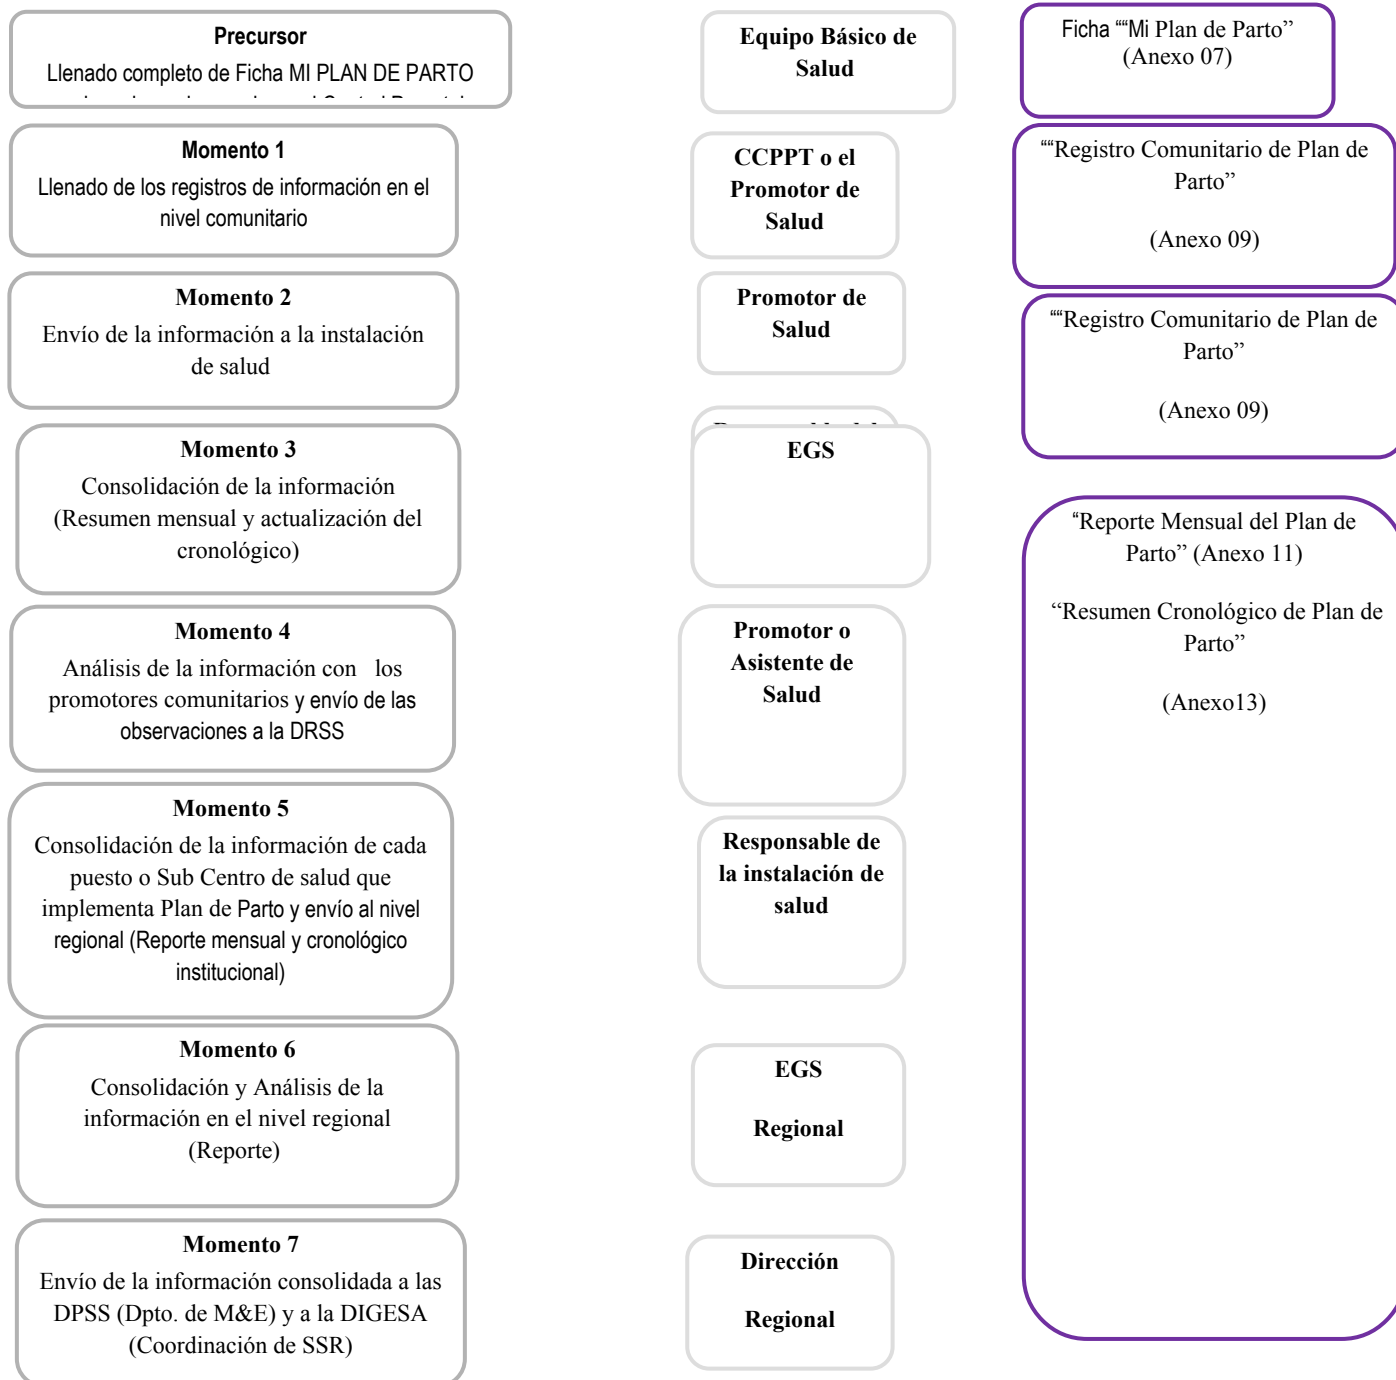 Precursor
Llenado completo de Ficha MI PLAN DE PARTO
Momento 1
Llenado de los registros de información en el
nivel comunitario
Momento 2
Envío de la información a la instalación
de salud
Momento 3
Consolidación de la información
(Resumen mensual y actualización del
cronológico)
Momento 4
Análisis de la información con los
promotores comunitarios y envío de las
observaciones a la DRSS
Momento 5
Consolidación de la información de cada
puesto o Sub Centro de salud que
implementa Plan de Parto y envío al nivel
regional (Reporte mensual y cronológico
institucional)
Momento 6
Consolidación y Análisis de la
información en el nivel regional
(Reporte)
Momento 7
Envío de la información consolidada a las
DPSS (Dpto. de M&E) y a la DIGESA
(Coordinación de SSR)
Equipo Básico de
Salud
CCPPT o el
Promotor de
Salud
Promotor de
Salud
EGS
Promotor o
Asistente de
Salud
Responsable de
la instalación de
salud
EGS
Regional
Dirección
Regional
Ficha ““Mi Plan de Parto”
(Anexo 07)
““Registro Comunitario de Plan de
Parto”
(Anexo 09)
““Registro Comunitario de Plan de
Parto”
(Anexo 09)
“Reporte Mensual del Plan de
Parto” (Anexo 11)
“Resumen Cronológico de Plan de
Parto”
(Anexo13)